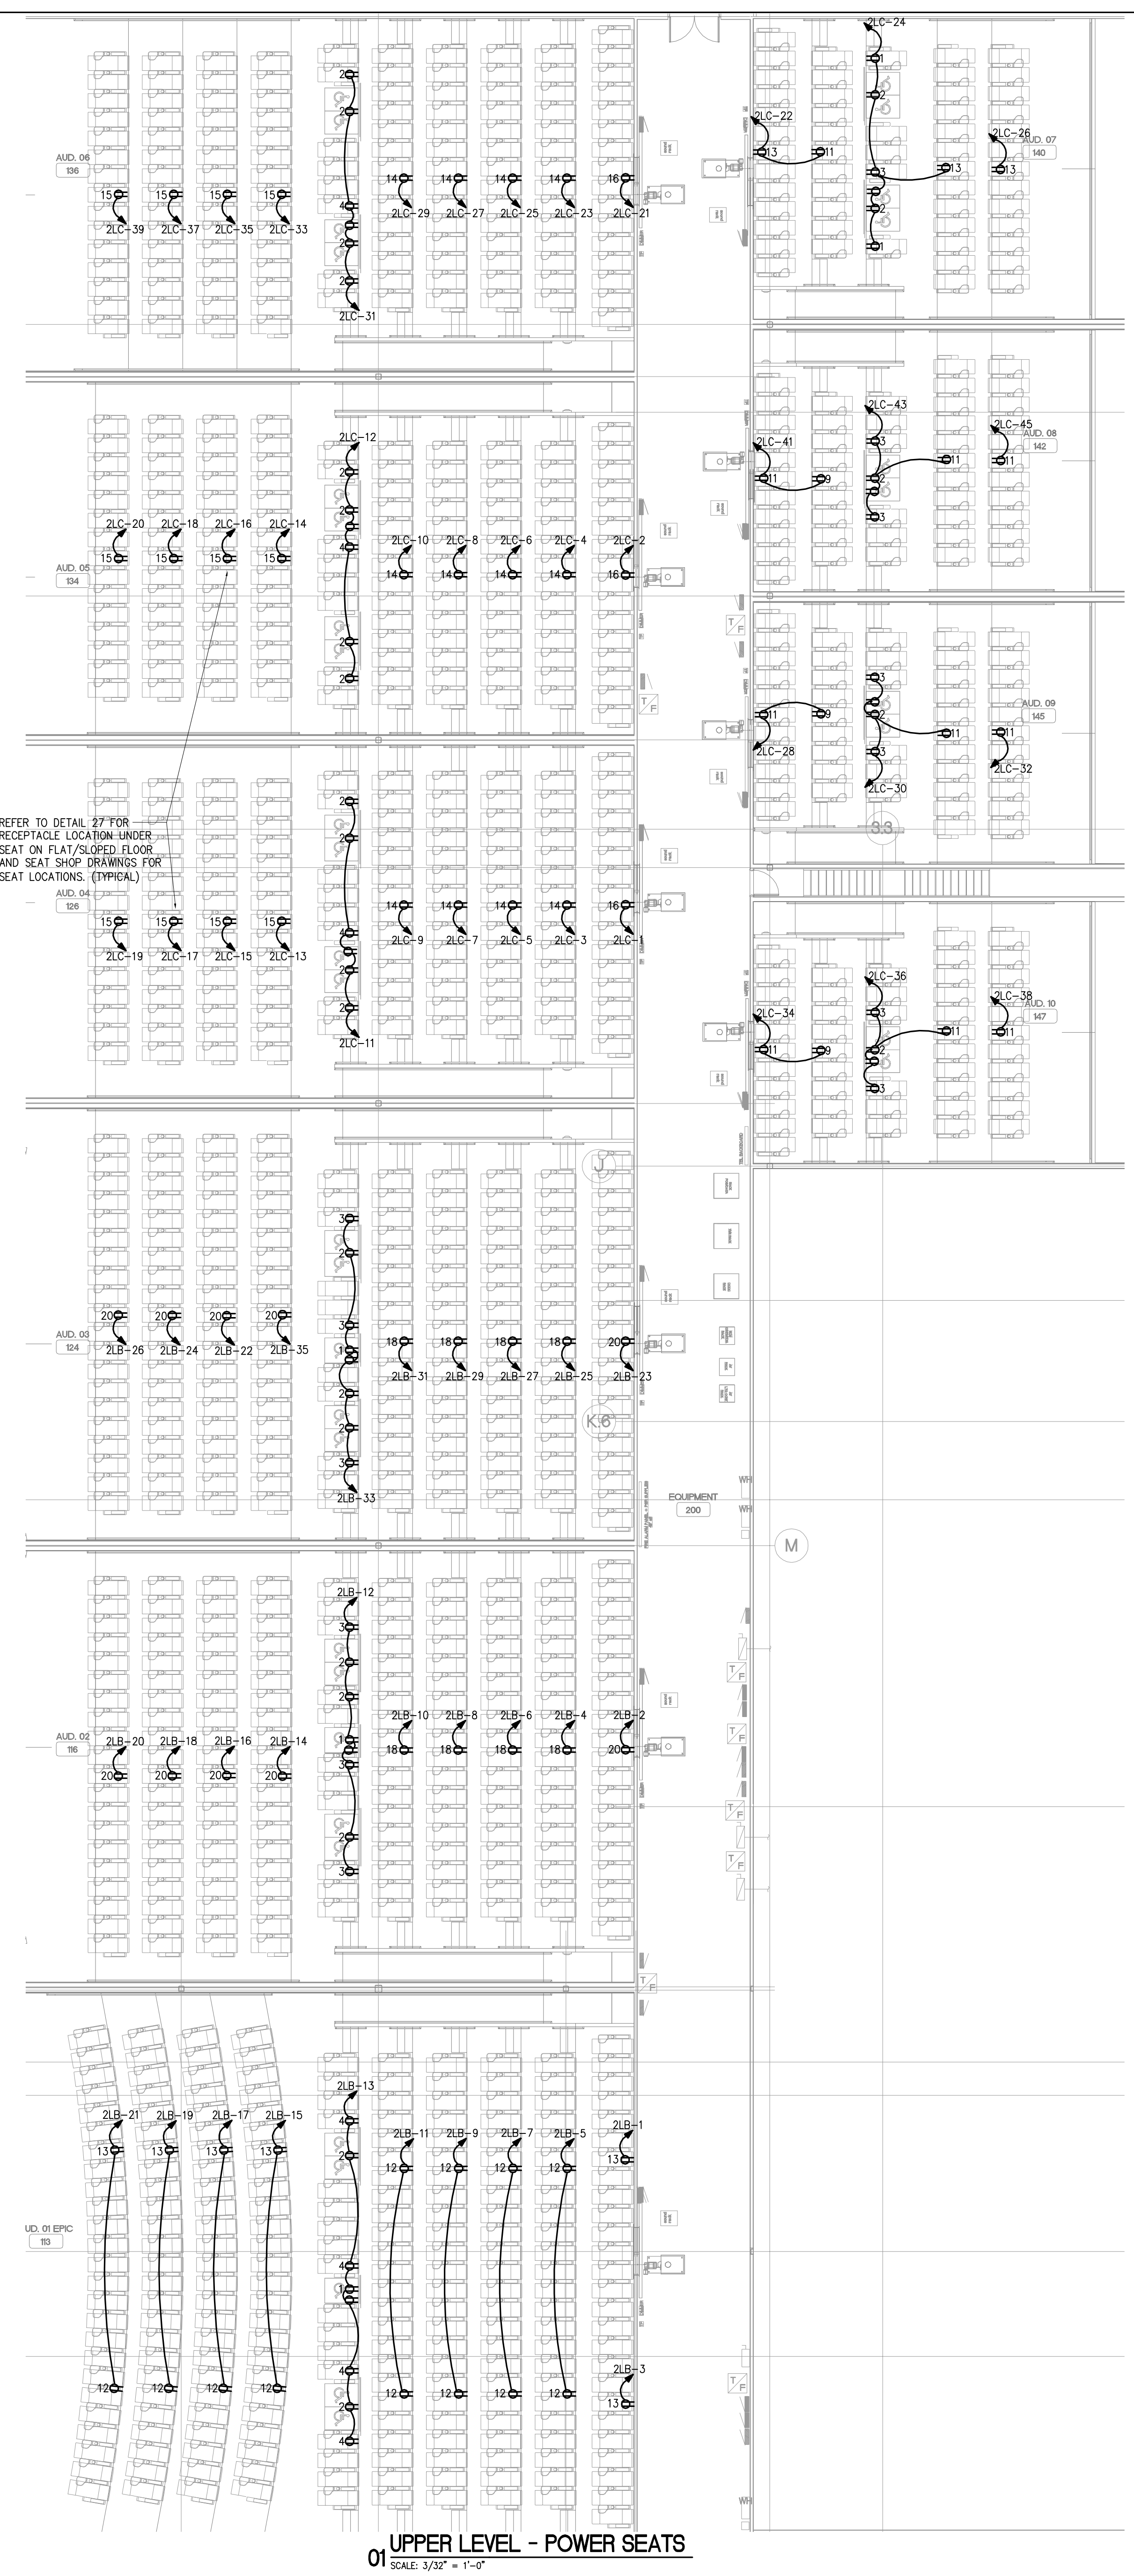 2LC-24
2LC-22
2LC-26
AUD. 06
136
AUD. 07
140
2
2
1
2
13
11
3
13
13
15
15
15
15
4
14
14
14
14
16
2LC-39
2LC-37
2LC-35
2LC-33
2LC-29
2LC-27
2LC-25
2LC-23
2LC-21
2
2
2
1
2LC-31
2LC-12
2LC-43
2LC-41
2LC-45
AUD. 08
142
2
2
3
11
9
2
11
11
3
2LC-20
2LC-18
2LC-16
2LC-14
2LC-10
2LC-8
2LC-6
2LC-4
2LC-2
AUD. 05
134
15
15
15
15
4
14
14
14
14
16
2
2
T/F
T/F
AUD. 09
145
3
11
9
2
11
11
3
2LC-28
2LC-30
2LC-32
3.3
REFER TO DETAIL 27 FOR
RECEPTACLE LOCATION UNDER
SEAT ON FLAT/SLOPED FLOOR
AND SEAT SHOP DRAWINGS FOR
SEAT LOCATIONS. (TYPICAL)
AUD. 04
126
2
2
15
15
15
15
4
14
14
14
14
16
2LC-19
2LC-17
2LC-15
2LC-13
2LC-9
2LC-7
2LC-5
2LC-3
2LC-1
2
2
2LC-11
2LC-36
2LC-34
2LC-38
AUD. 10
147
3
11
9
2
11
11
3
J
3
2
3
1
AUD. 03
124
20
20
20
20
18
18
18
18
20
2LB-26
2LB-24
2LB-22
2LB-35
2LB-31
2LB-29
2LB-27
2LB-25
2LB-23
2
2
3
2LB-33
K.6
WH
WH
EQUIPMENT
200
M
2LB-12
3
2
2
1
3
2
3
AUD. 02
116
2LB-20
2LB-18
2LB-16
2LB-14
2LB-10
2LB-8
2LB-6
2LB-4
2LB-2
20
20
20
20
18
18
18
18
20
T/F
T/F
T/F
T/F
T/F
2LB-13
2LB-21
2LB-19
2LB-17
2LB-15
2LB-11
2LB-9
2LB-7
2LB-5
2LB-1
13
13
13
13
4
2
12
12
12
12
13
UD. 01 EPIC
113
4
1
4
2
4
2LB-3
12
12
12
12
12
12
12
12
13
T/F
WH
01 UPPER LEVEL - POWER SEATS
SCALE: 3/32" = 1'-0"